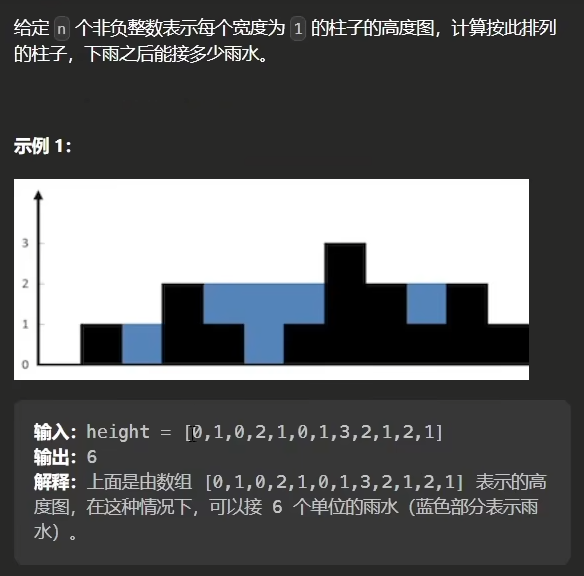 给定 n 个非负整数表示每个宽度为 1 的柱子的高度图，计算按此排列
的柱子，下雨之后能接多少雨水。
示例 1：
3
2
1
0
输入：height = [0,1,0,2,1,0,1,3,2,1,2,1]
输出：6
解释：上面是由数组 [0,1,0,2,1,0,1,3,2,1,2,1] 表示的高
度图，在这种情况下，可以接 6 个单位的雨水（蓝色部分表示雨
水）。